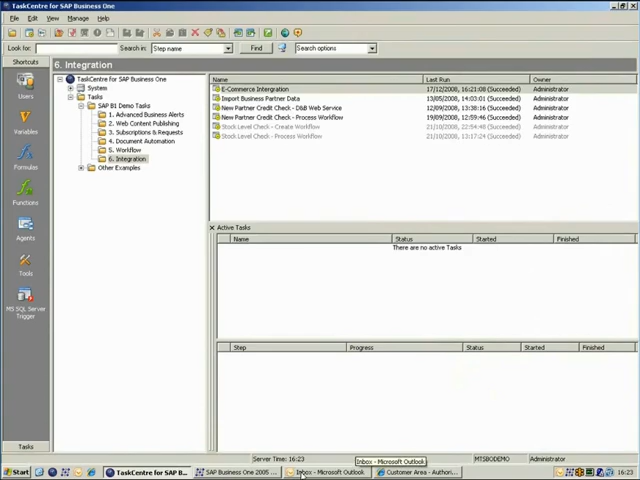 TaskCentre for SAP Business One
File Edit View Manage Help
Look for: Search in: Step name Find Search options
Shortcuts
6. Integration
Users
Variables
Formulas
Functions
Agents
Tools
MS SQL Server
Trigger
Tasks
TaskCentre for SAP Business One
System
Tasks
SAP B1 Demo Tasks
1. Advanced Business Alerts
2. Web Content Publishing
3. Subscriptions & Requests
4. Document Automation
5. Workflow
6. Integration
Other Examples
Name Last Run Owner
E-Commerce Intergration 17/12/2008, 16:21:08 (Succeeded) Administrator
Import Business Partner Data 13/05/2008, 14:03:01 (Succeeded) Administrator
New Partner Credit Check - D&B Web Service 12/09/2008, 13:38:16 (Succeeded) Administrator
New Partner Credit Check - Process Workflow 19/09/2008, 12:59:46 (Succeeded) Administrator
Stock Level Check - Create Workflow 21/10/2008, 22:54:46 (Succeeded) Administrator
Stock Level Check - Process Workflow 21/10/2008, 13:17:24 (Succeeded) Administrator
Active Tasks
Name Status Started Finished
There are no active Tasks
Step Progress Status Started Finished
Server Time: 16:23 Inbox - Microsoft Outlook MTSBODEMO Administrator
Start TaskCentre for SAP B... SAP Business One 2005 ... Inbox - Microsoft Outlook Customer Area - Authori... 16:23